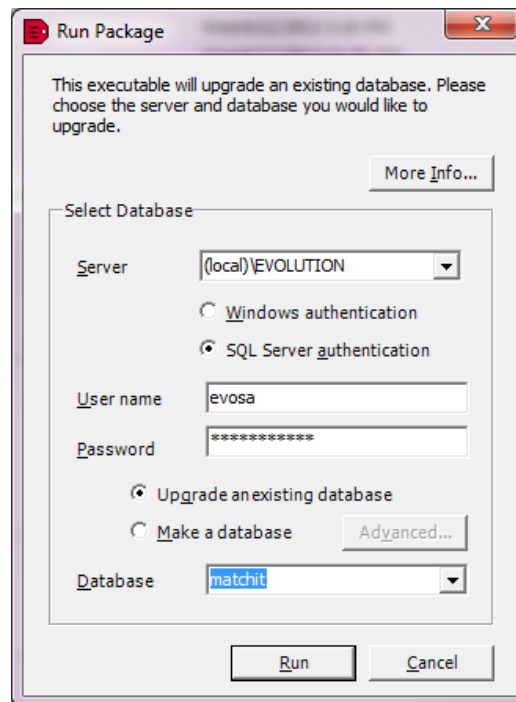 Run Package
This executable will upgrade an existing database. Please
choose the server and database you would like to
upgrade.
More Info...
Select Database
Server (local)\EVOLUTION
Windows authentication
SQL Server authentication
User name evosa
Password ***********
Upgrade an existing database
Make a database Advanced...
Database matchit
Run Cancel